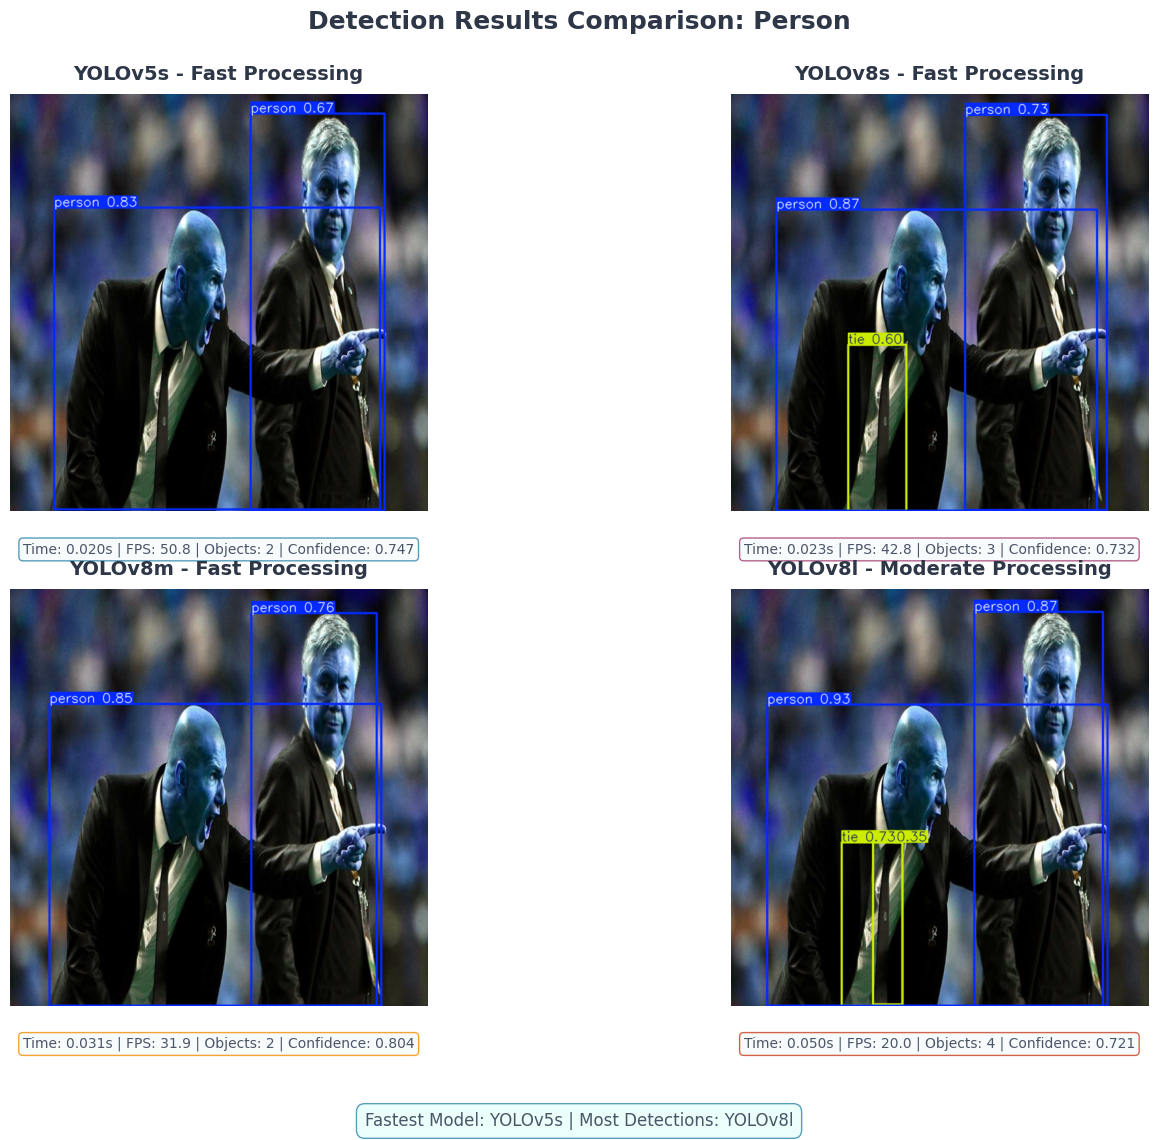 Detection Results Comparison: Person
YOLOv5s - Fast Processing
person 0.67
person 0.83
Time: 0.020s | FPS: 50.8 | Objects: 2 | Confidence: 0.747
YOLOv8s - Fast Processing
person 0.73
person 0.87
tie 0.60
Time: 0.023s | FPS: 42.8 | Objects: 3 | Confidence: 0.732
YOLOv8m - Fast Processing
person 0.76
person 0.85
Time: 0.031s | FPS: 31.9 | Objects: 2 | Confidence: 0.804
YOLOv8l - Moderate Processing
person 0.87
person 0.93
tie 0.730.35
Time: 0.050s | FPS: 20.0 | Objects: 4 | Confidence: 0.721
Fastest Model: YOLOv5s | Most Detections: YOLOv8l